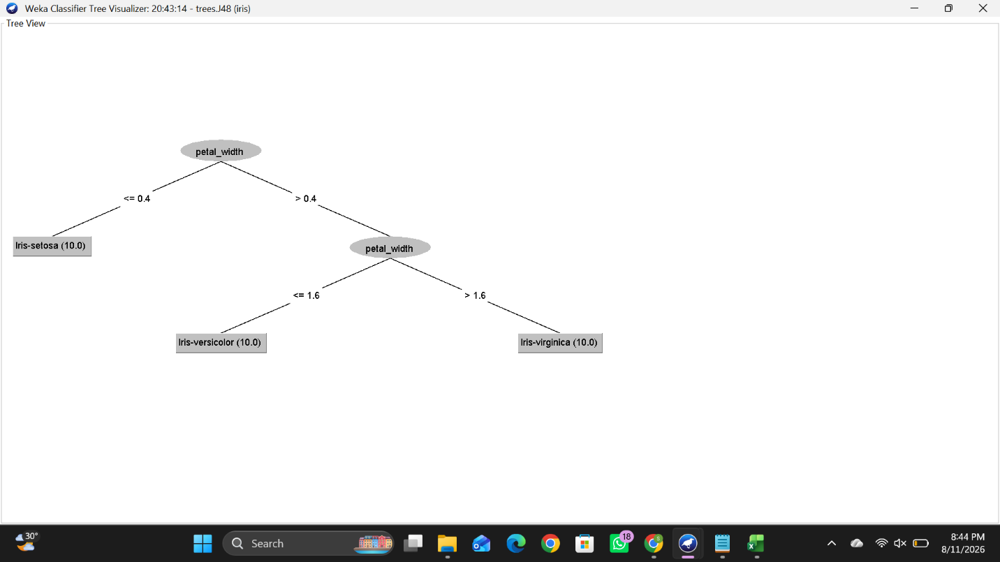 Weka Classifier Tree Visualizer: 20:43:14 - trees.J48 (iris)
Tree View
petal_width
<= 0.4
> 0.4
Iris-setosa (10.0)
petal_width
<= 1.6
> 1.6
Iris-versicolor (10.0)
Iris-virginica (10.0)
30°
Search
18
S
8:44 PM
8/11/2026